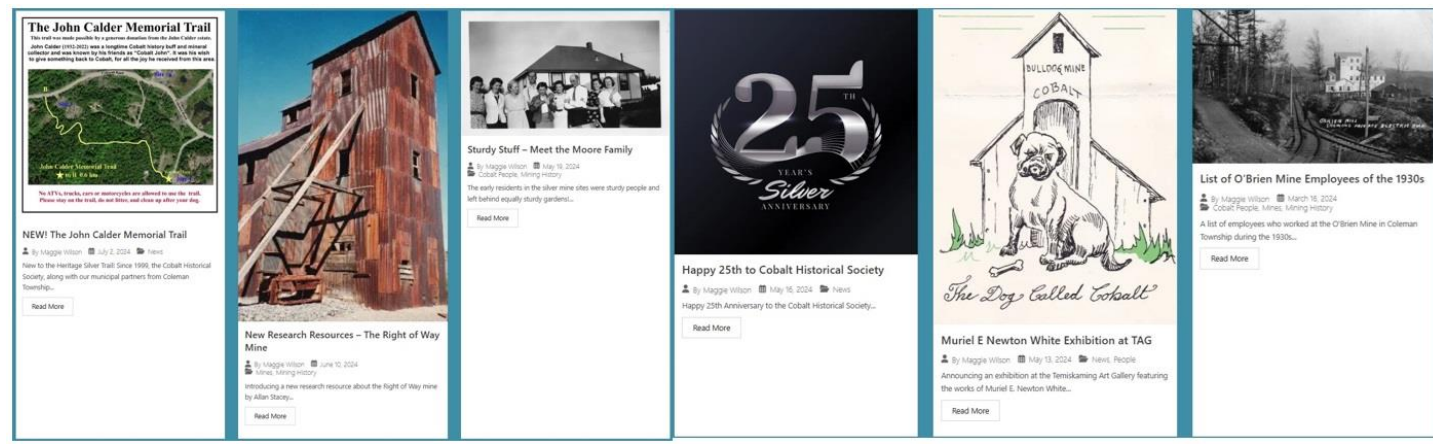 The John Calder Memorial Trail
This trail was made possible by a generous donation from the John Calder estate.
John Calder (1932-2022) was a longtime Cobalt history buff and mineral
collector and was known by his friends as "Cobalt John". It was his wish
to give something back to Cobalt, for all the joy he received from this area.
John Calder Memorial Trail
No ATVs, trucks, cars or motorcycles are allowed to use the trail.
Please stay on the trail, do not litter, and clean up after your dog.
NEW! The John Calder Memorial Trail
By Maggie Wilson July 2, 2024 News
New to the Heritage Silver Trail! Since 1999, the Cobalt Historical
Society, along with our municipal partners from Coleman
Township...
Read More
New Research Resources – The Right of Way
Mine
By Maggie Wilson June 10, 2024
Mines, Mining History
Introducing a new research resource about the Right of Way mine
by Allan Stacey...
Read More
Sturdy Stuff – Meet the Moore Family
By Maggie Wilson May 19, 2024
Cobalt People, Mining History
The early residents in the silver mine sites were sturdy people and
left behind equally sturdy gardens!...
Read More
25TH
YEAR'S
Silver
ANNIVERSARY
Happy 25th to Cobalt Historical Society
By Maggie Wilson May 16, 2024 News
Happy 25th Anniversary to the Cobalt Historical Society...
Read More
BULLDOG MINE
COBALT
The Dog Called Cobalt
Muriel E Newton White Exhibition at TAG
By Maggie Wilson May 13, 2024 News, People
Announcing an exhibition at the Temiskaming Art Gallery featuring
the works of Muriel E. Newton White...
Read More
O'BRIEN MILL
List of O'Brien Mine Employees of the 1930s
By Maggie Wilson March 16, 2024
Cobalt People, Mines, Mining History
A list of employees who worked at the O'Brien Mine in Coleman
Township during the 1930s...
Read More